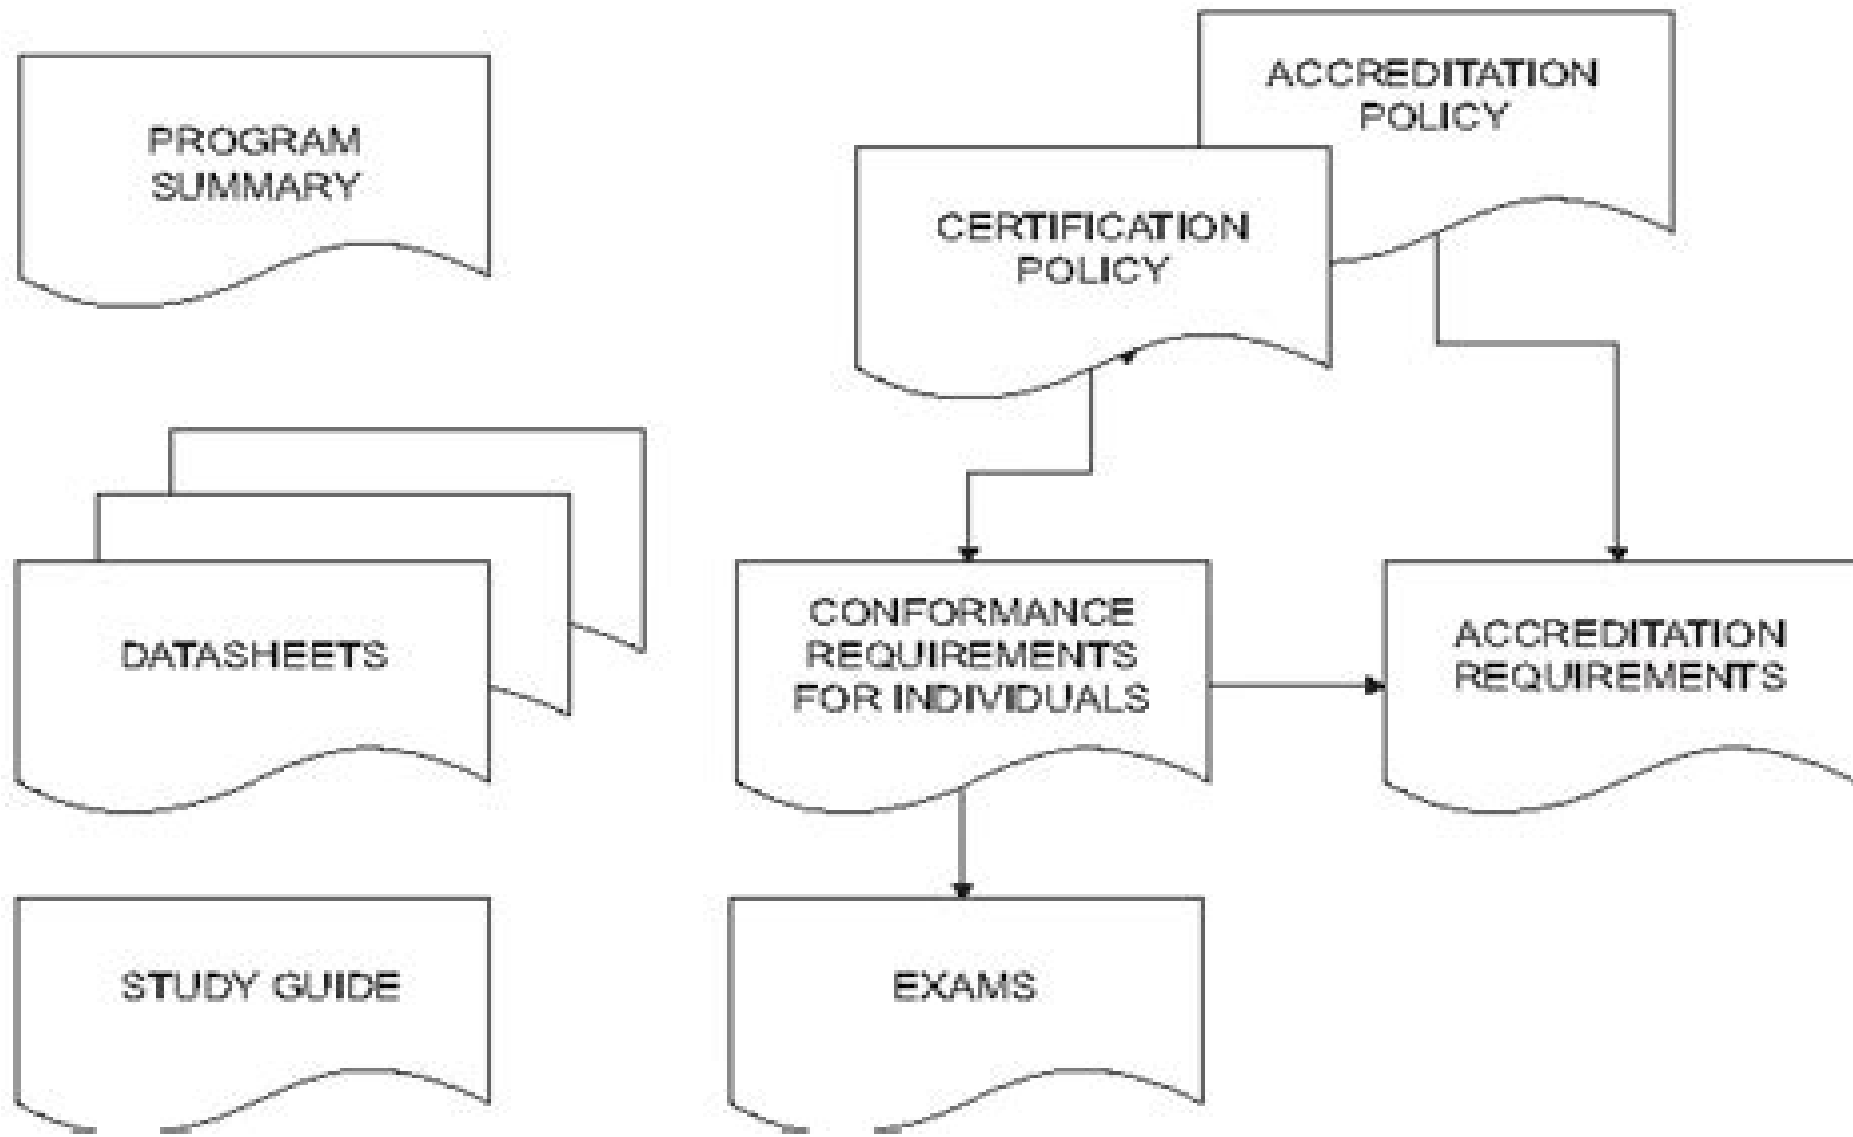 PROGRAM
SUMMARY
ACCREDITATION
POLICY
CERTIFICATION
POLICY
DATASHEETS
CONFORMANCE
REQUIREMENTS
FOR INDIVIDUALS
ACCREDITATION
REQUIREMENTS
STUDY GUIDE
EXAMS